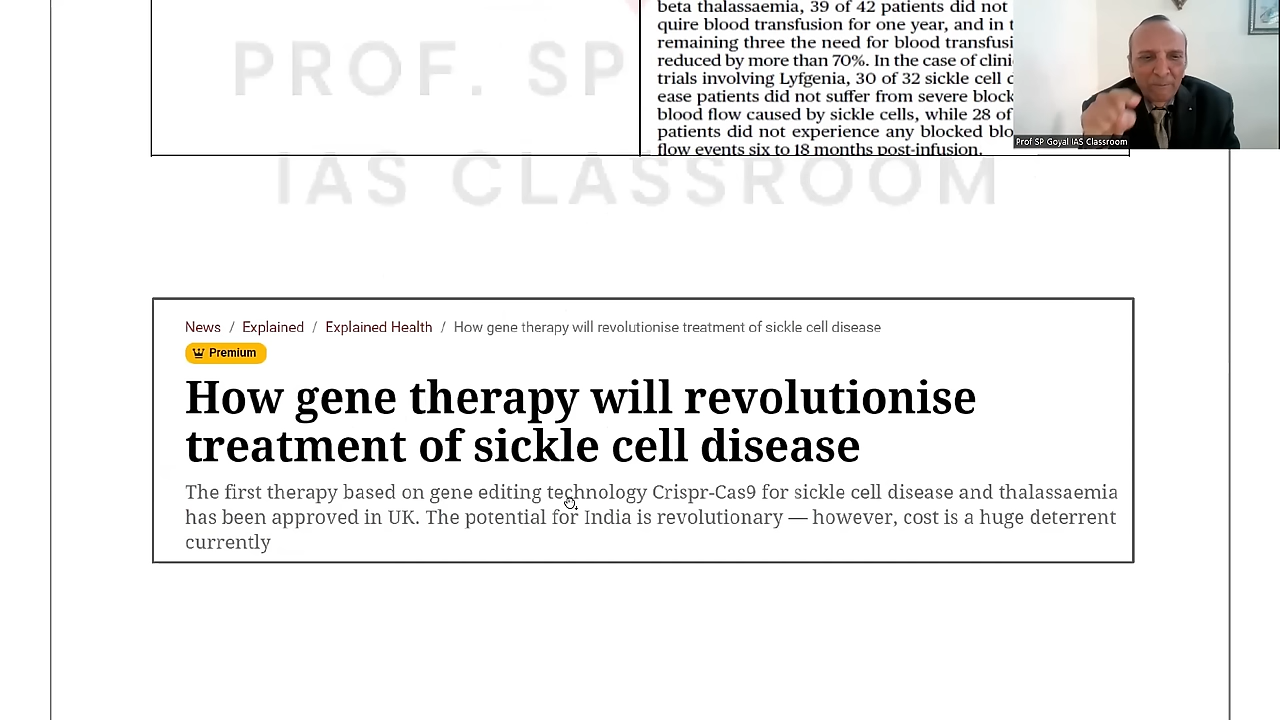 beta thalassaemia, 39 of 42 patients did not
quire blood transfusion for one year, and in
remaining three the need for blood transfusi
reduced by more than 70%. In the case of clini
trials involving Lyfgenia, 30 of 32 sickle cell
ease patients did not suffer from severe block
blood flow caused by sickle cells, while 28 of
patients did not experience any blocked blo
flow events six to 18 months post-infusion.
Prof SP Goyal IAS Classroom
PROF. SP
IAS CLASSROOM
News / Explained / Explained Health / How gene therapy will revolutionise treatment of sickle cell disease
Premium
How gene therapy will revolutionise
treatment of sickle cell disease
The first therapy based on gene editing technology Crispr-Cas9 for sickle cell disease and thalassaemia
has been approved in UK. The potential for India is revolutionary — however, cost is a huge deterrent
currently